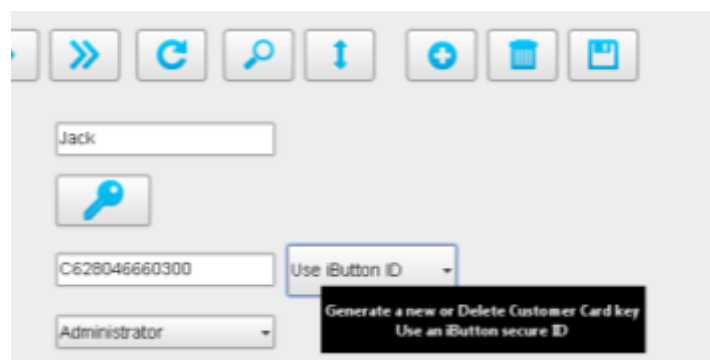 Jack
C628046660300
Use iButton ID
Generate a new or Delete Customer Card key
Use an iButton secure ID
Administrator